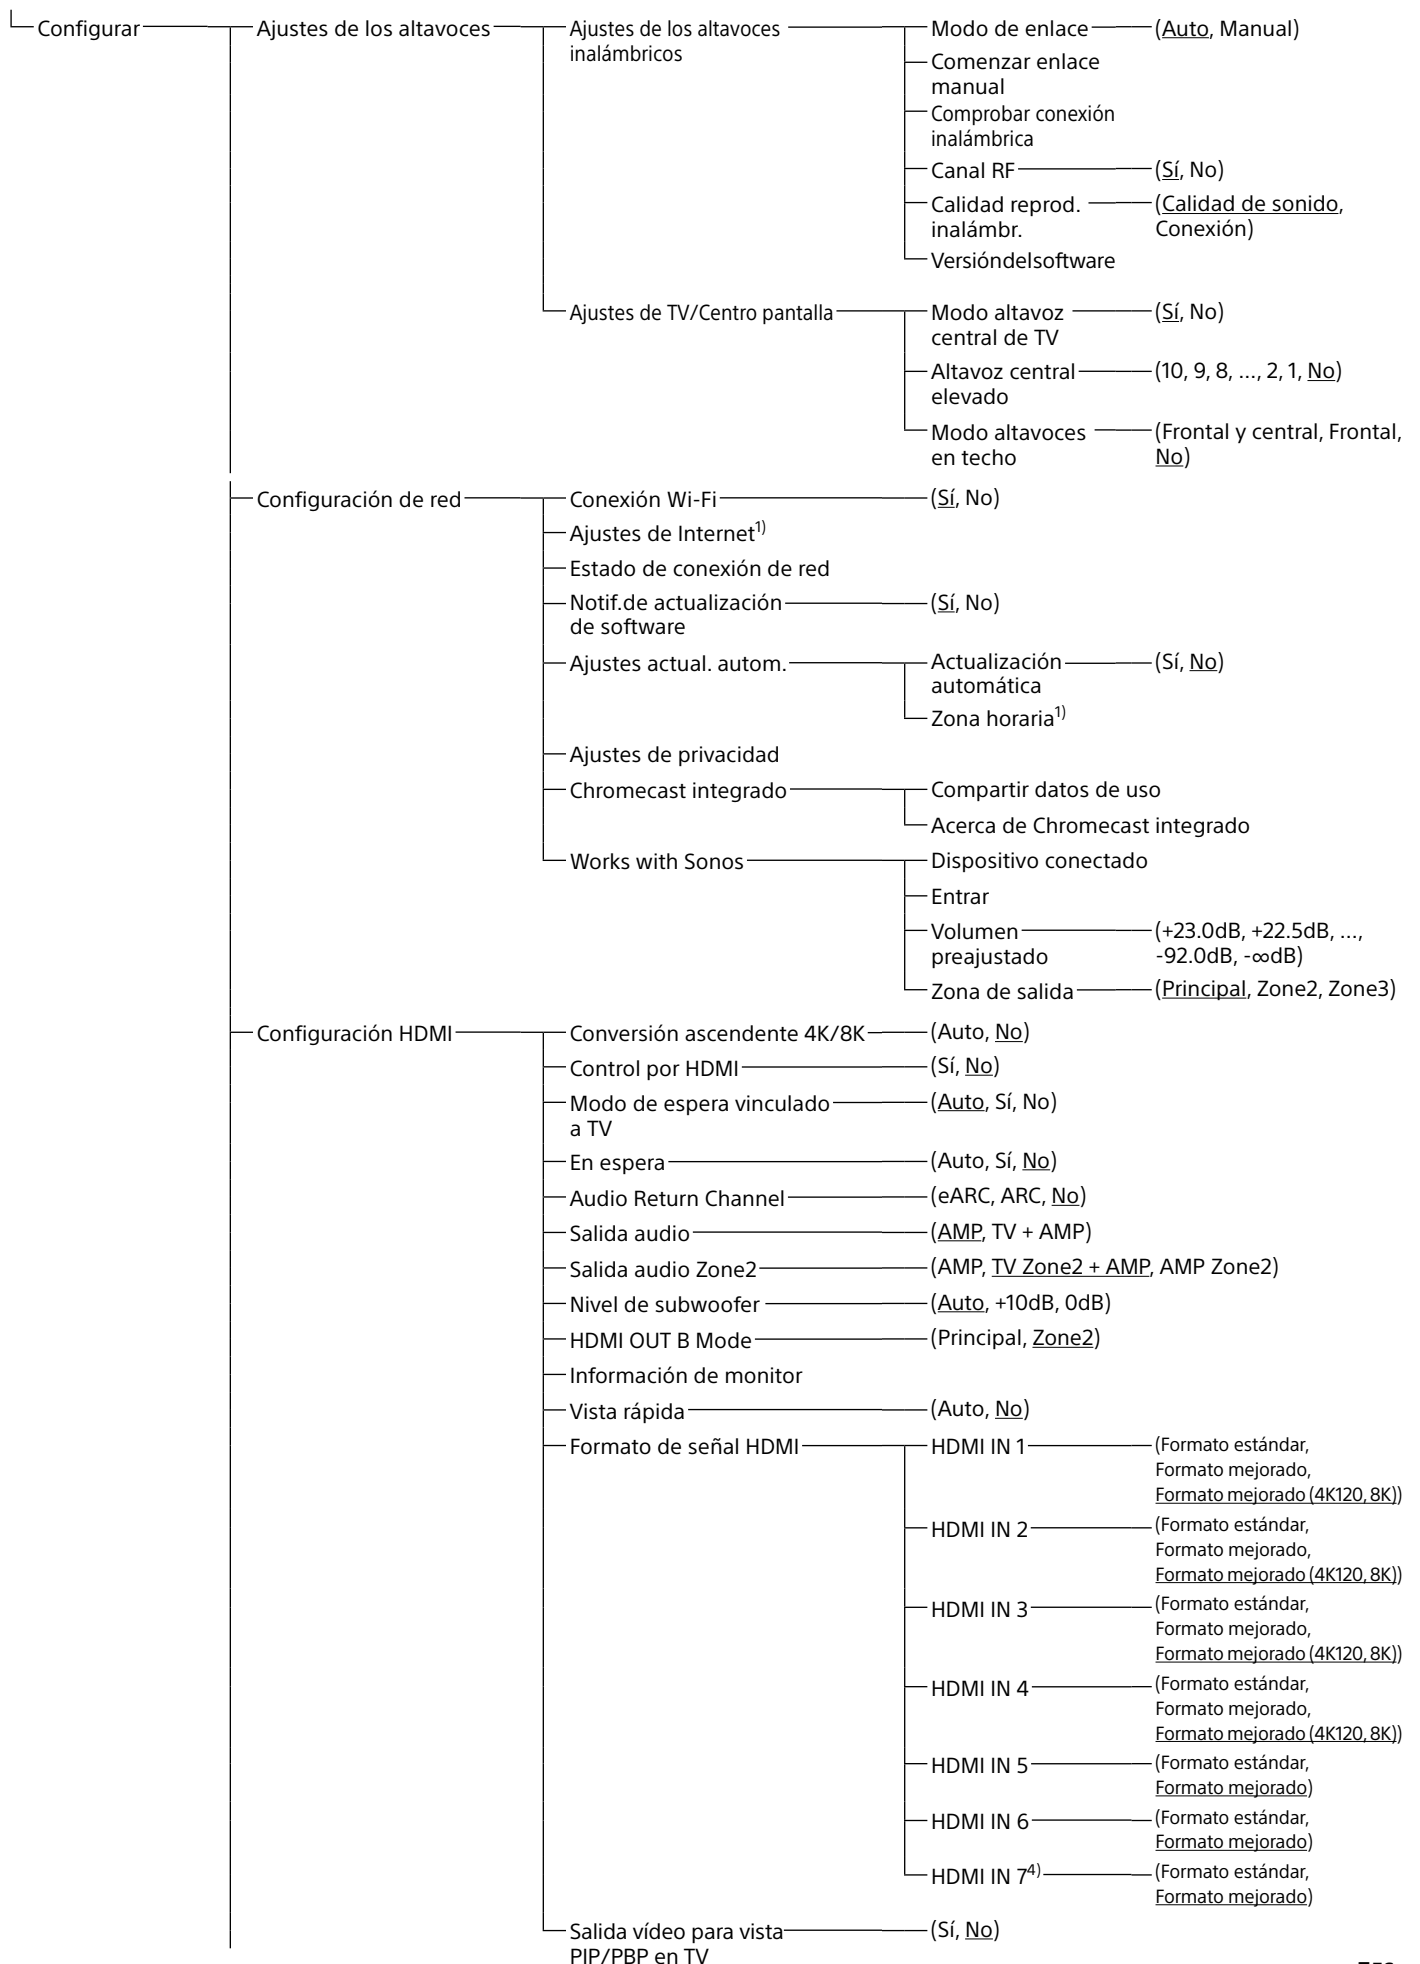 Configurar
Ajustes de los altavoces
Ajustes de los altavoces
inalámbricos
Modo de enlace
(Auto, Manual)
Comenzar enlace
manual
Comprobar conexión
inalámbrica
Canal RF
(Sí, No)
Calidad reprod.
inalámbr.
(Calidad de sonido,
Conexión)
Versióndelsoftware
Ajustes de TV/Centro pantalla
Modo altavoz
central de TV
(Sí, No)
Altavoz central
elevado
(10, 9, 8, ..., 2, 1, No)
Modo altavoces
en techo
(Frontal y central, Frontal,
No)
Configuración de red
Conexión Wi-Fi
(Sí, No)
Ajustes de Internet1)
Estado de conexión de red
Notif.de actualización
de software
(Sí, No)
Ajustes actual. autom.
Actualización
automática
(Sí, No)
Zona horaria1)
Ajustes de privacidad
Chromecast integrado
Compartir datos de uso
Acerca de Chromecast integrado
Works with Sonos
Dispositivo conectado
Entrar
Volumen
preajustado
(+23.0dB, +22.5dB, ...,
-92.0dB, -∞dB)
Zona de salida
(Principal, Zone2, Zone3)
Configuración HDMI
Conversión ascendente 4K/8K
(Auto, No)
Control por HDMI
(Sí, No)
Modo de espera vinculado
a TV
(Auto, Sí, No)
En espera
(Auto, Sí, No)
Audio Return Channel
(eARC, ARC, No)
Salida audio
(AMP, TV + AMP)
Salida audio Zone2
(AMP, TV Zone2 + AMP, AMP Zone2)
Nivel de subwoofer
(Auto, +10dB, 0dB)
HDMI OUT B Mode
(Principal, Zone2)
Información de monitor
Vista rápida
(Auto, No)
Formato de señal HDMI
HDMI IN 1
(Formato estándar,
Formato mejorado,
Formato mejorado (4K120, 8K))
HDMI IN 2
(Formato estándar,
Formato mejorado,
Formato mejorado (4K120, 8K))
HDMI IN 3
(Formato estándar,
Formato mejorado,
Formato mejorado (4K120, 8K))
HDMI IN 4
(Formato estándar,
Formato mejorado,
Formato mejorado (4K120, 8K))
HDMI IN 5
(Formato estándar,
Formato mejorado)
HDMI IN 6
(Formato estándar,
Formato mejorado)
HDMI IN 74)
(Formato estándar,
Formato mejorado)
Salida vídeo para vista
PIP/PBP en TV
(Sí, No)